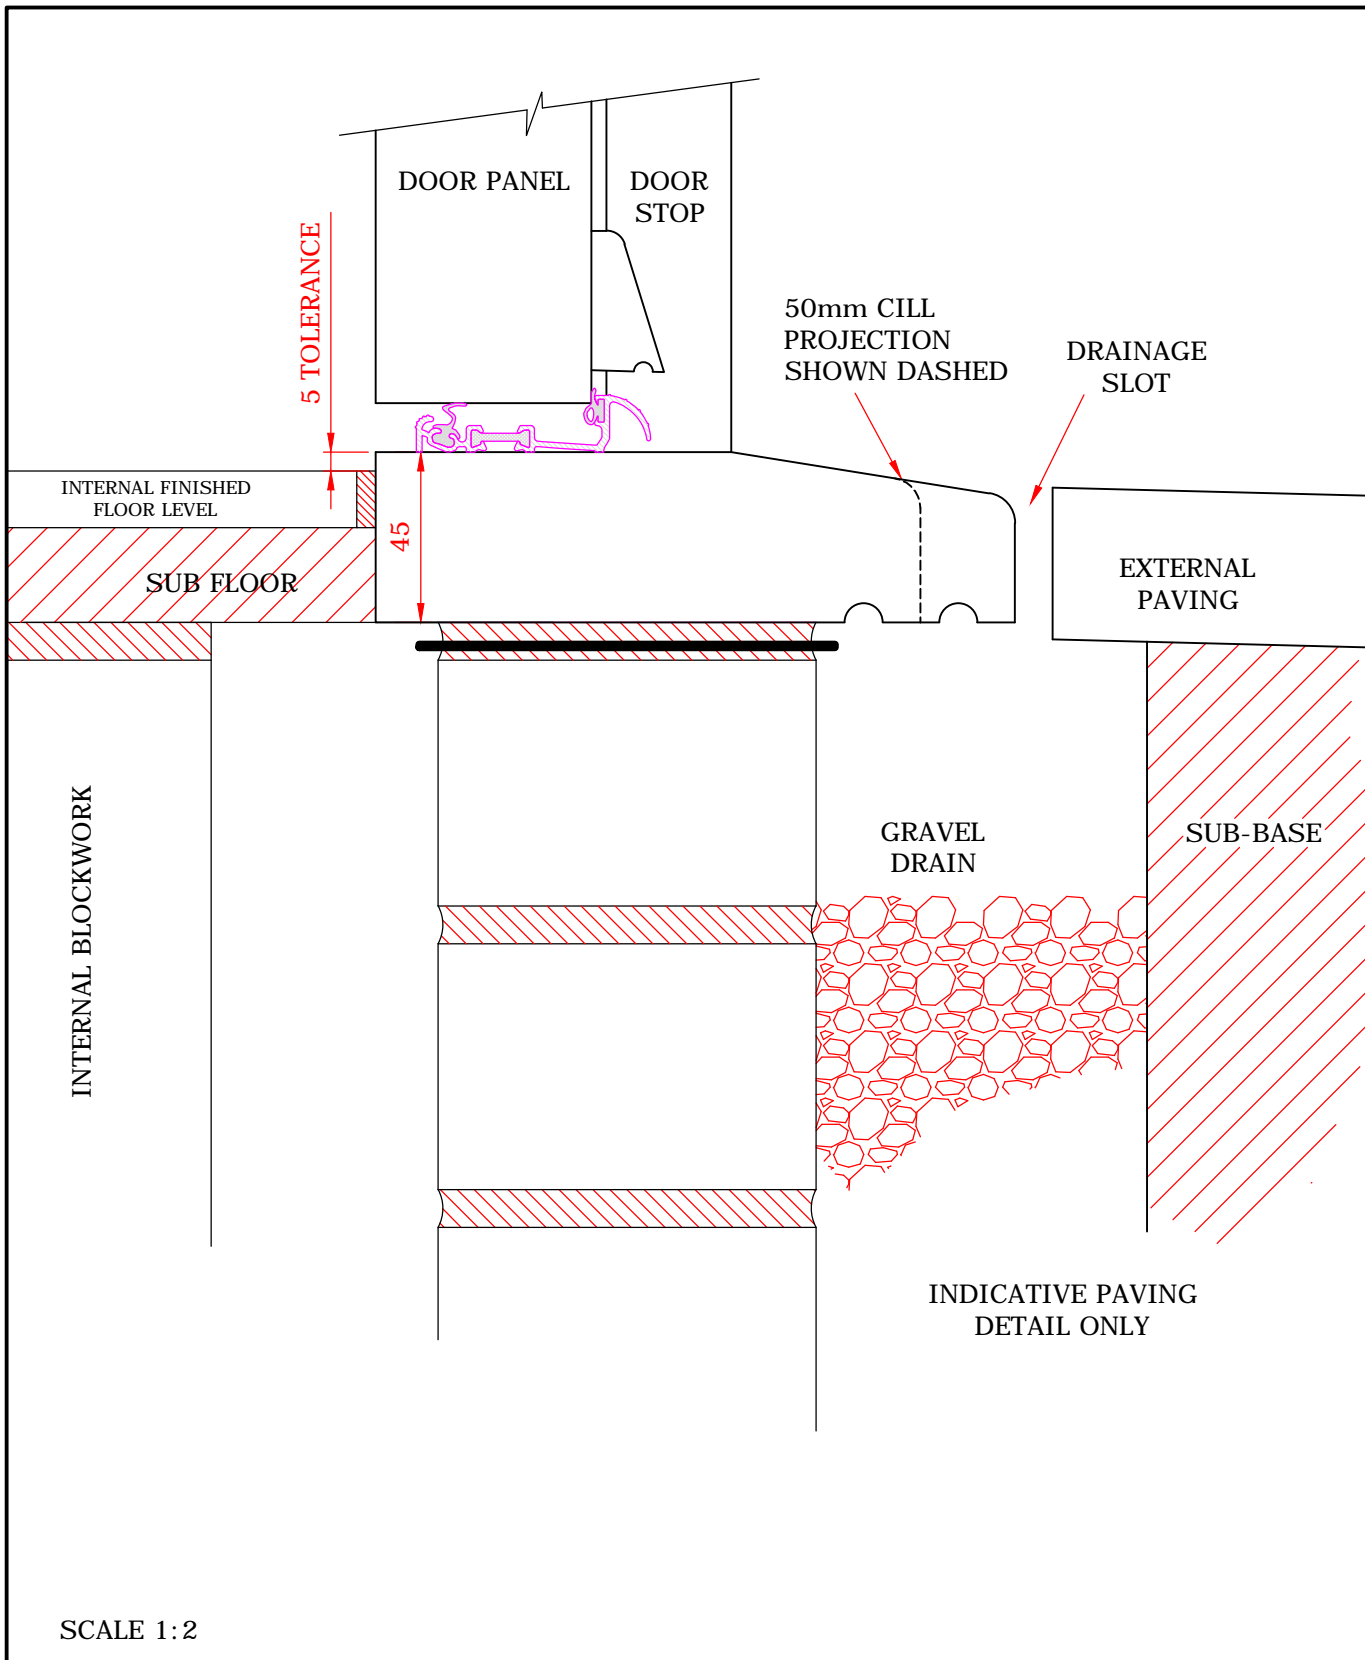 DOOR PANEL
DOOR
STOP
5 TOLERANCE
50mm CILL
PROJECTION
SHOWN DASHED
DRAINAGE
SLOT
INTERNAL FINISHED
FLOOR LEVEL
45
SUB FLOOR
EXTERNAL
PAVING
INTERNAL BLOCKWORK
GRAVEL
DRAIN
SUB-BASE
INDICATIVE PAVING
DETAIL ONLY
SCALE 1:2